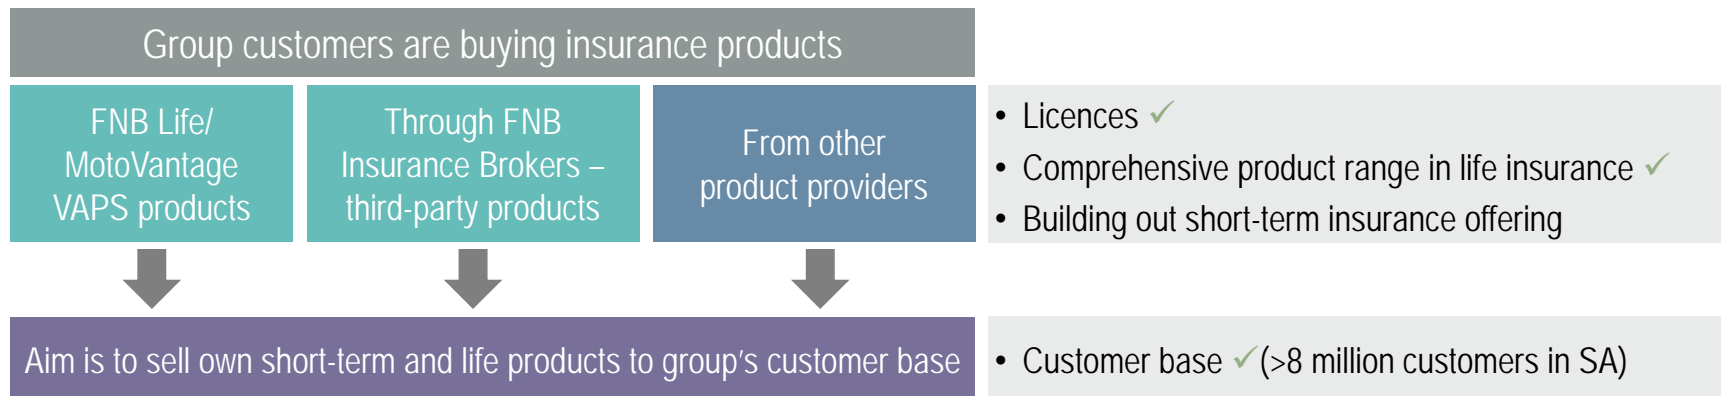 Group customers are buying insurance products
FNB Life/
MotoVantage
VAPS products
Through FNB
Insurance Brokers –
third-party products
From other
product providers
• Licences ✓
• Comprehensive product range in life insurance ✓
• Building out short-term insurance offering
Aim is to sell own short-term and life products to group's customer base
• Customer base ✓(>8 million customers in SA)